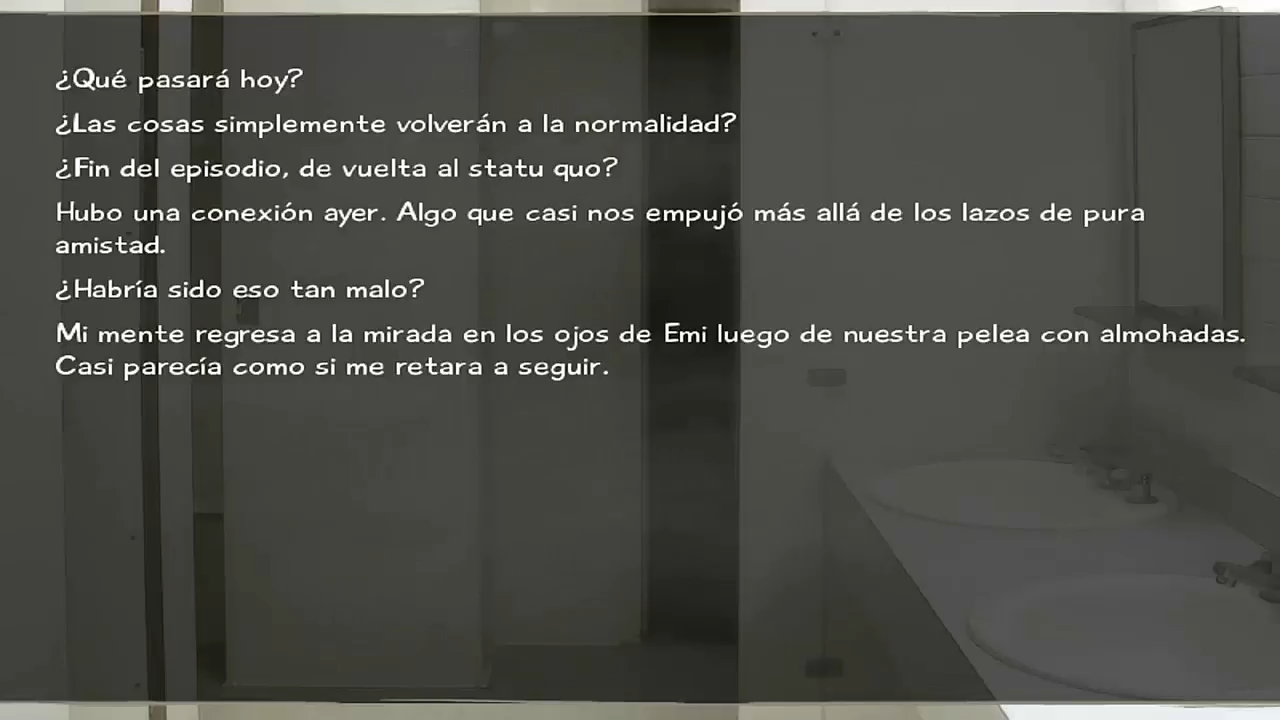 ¿Qué pasará hoy?
¿Las cosas simplemente volverán a la normalidad?
¿Fin del episodio, de vuelta al statu quo?
Hubo una conexión ayer. Algo que casi nos empujó más allá de los lazos de pura
amistad.
¿Habría sido eso tan malo?
Mi mente regresa a la mirada en los ojos de Emi luego de nuestra pelea con almohadas.
Casi parecía como si me retara a seguir.